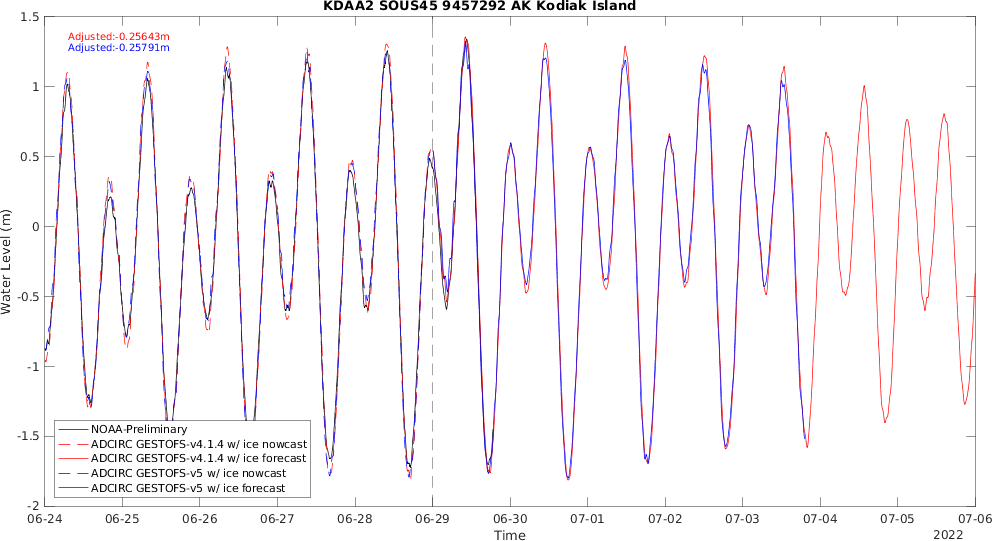 KDAA2 SOUS45 9457292 AK Kodiak Island
Adjusted:-0.25643m
Adjusted:-0.25791m
Water Level (m)
1.5
1
0.5
0
-0.5
-1
-1.5
-2
NOAA-Preliminary
ADCIRC GESTOFS-v4.1.4 w/ ice nowcast
ADCIRC GESTOFS-v4.1.4 w/ ice forecast
ADCIRC GESTOFS-v5 w/ ice nowcast
ADCIRC GESTOFS-v5 w/ ice forecast
06-24 06-25 06-26 06-27 06-28 06-29 06-30 07-01 07-02 07-03 07-04 07-05 07-06
Time
2022